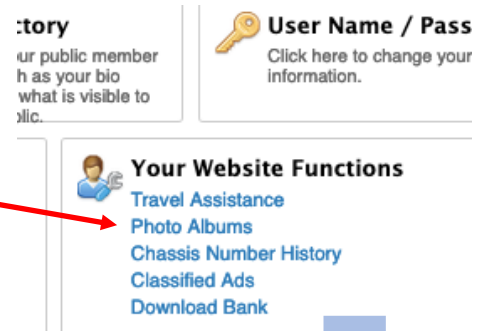 ctory
ur public member
h as your bio
what is visible to
blic.
User Name / Pass
Click here to change your
information.
Your Website Functions
Travel Assistance
Photo Albums
Chassis Number History
Classified Ads
Download Bank